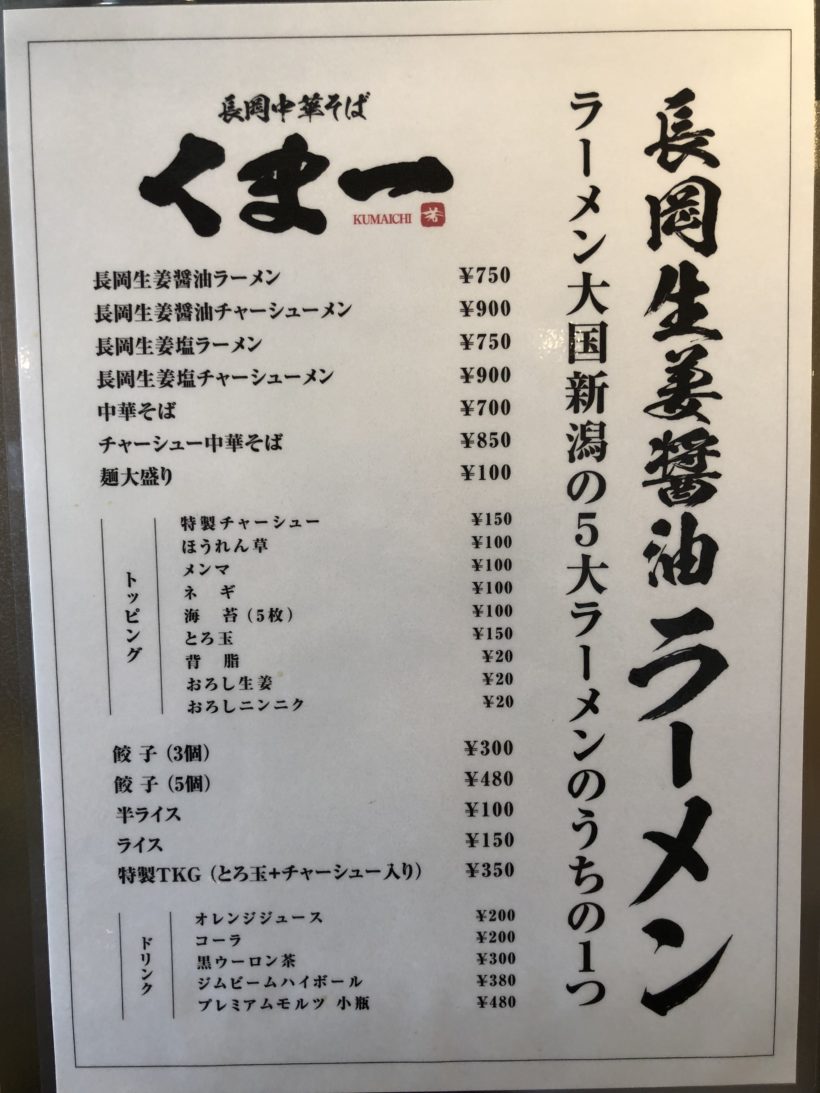 長岡生姜醤油ラーメン
ラーメン大国新潟の5大ラーメンのうちの1つ
長岡中華そば
くま一
KUMAICHI
長岡生姜醤油ラーメン ¥750
長岡生姜醤油チャーシューメン ¥900
長岡生姜塩ラーメン ¥750
長岡生姜塩チャーシューメン ¥900
中華そば ¥700
チャーシュー中華そば ¥850
麺大盛り ¥100
トッピング
特製チャーシュー ¥150
ほうれん草 ¥100
メンマ ¥100
ネギ ¥100
海苔(5枚) ¥100
とろ玉 ¥150
背脂 ¥20
おろし生姜 ¥20
おろしニンニク ¥20
餃子(3個) ¥300
餃子(5個) ¥480
半ライス ¥100
ライス ¥150
特製TKG(とろ玉+チャーシュー入り) ¥350
ドリンク
オレンジジュース ¥200
コーラ ¥200
黒ウーロン茶 ¥300
ジムビームハイボール ¥380
プレミアムモルツ 小瓶 ¥480